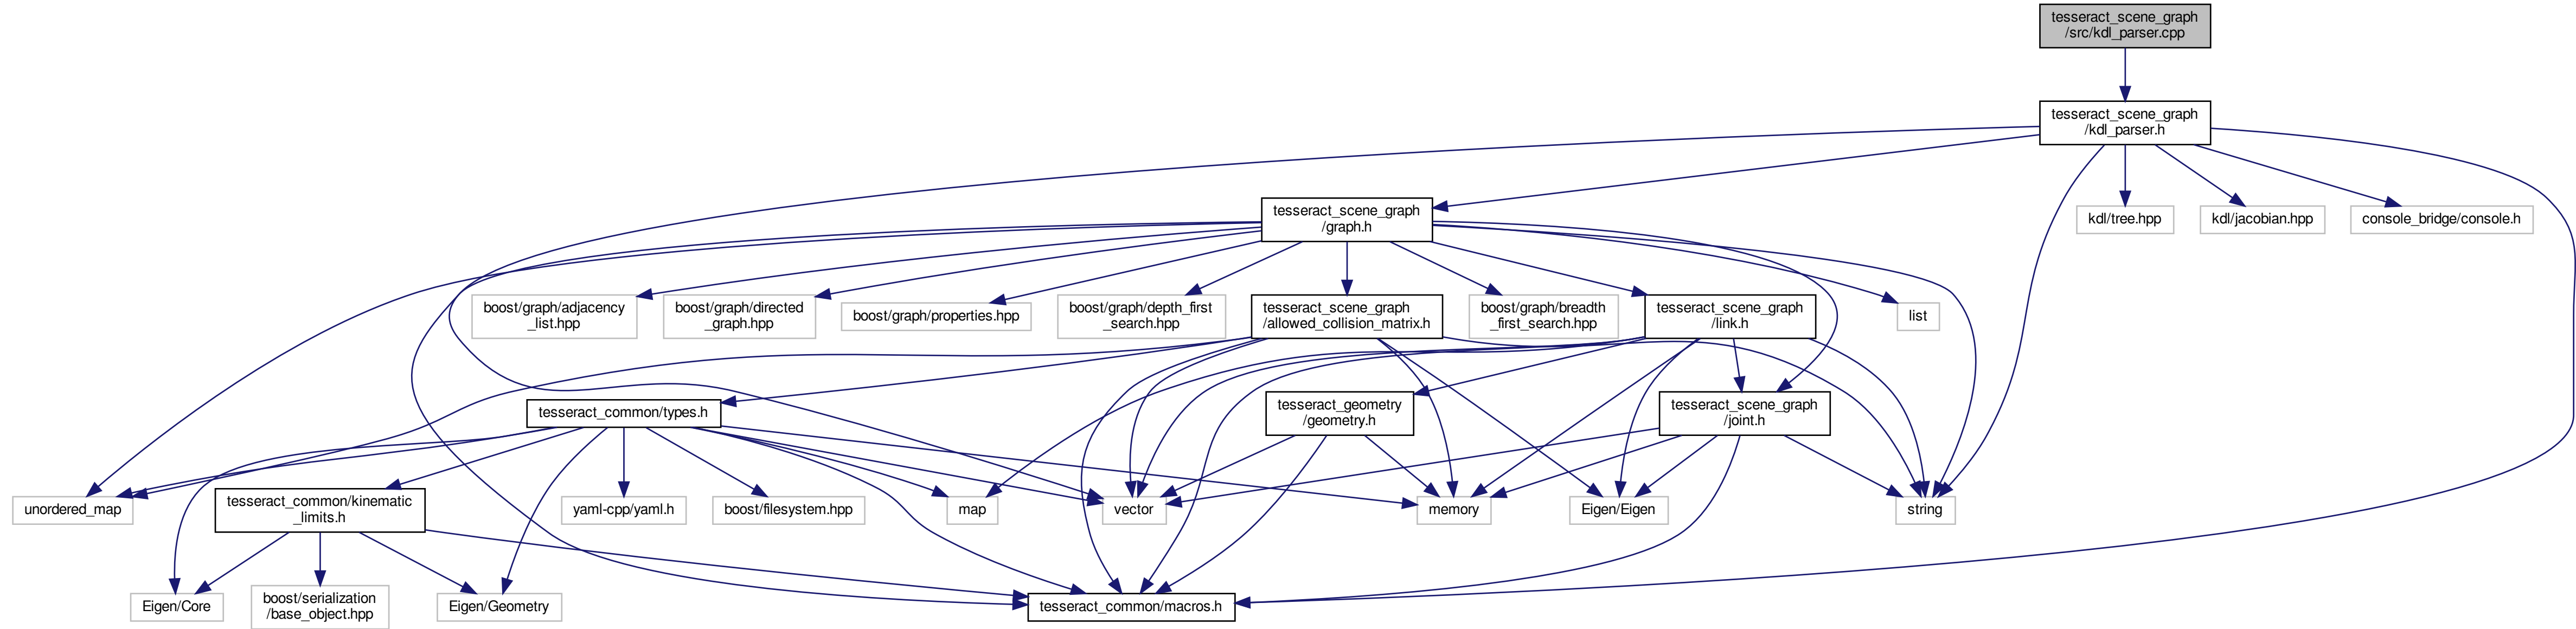 tesseract_scene_graph
/src/kdl_parser.cpp
tesseract_scene_graph
/kdl_parser.h
tesseract_scene_graph
/graph.h
kdl/tree.hpp
kdl/jacobian.hpp
console_bridge/console.h
boost/graph/adjacency
_list.hpp
boost/graph/directed
_graph.hpp
boost/graph/properties.hpp
boost/graph/depth_first
_search.hpp
tesseract_scene_graph
/allowed_collision_matrix.h
boost/graph/breadth
_first_search.hpp
tesseract_scene_graph
/link.h
list
tesseract_common/types.h
tesseract_geometry
/geometry.h
tesseract_scene_graph
/joint.h
unordered_map
tesseract_common/kinematic
_limits.h
yaml-cpp/yaml.h
boost/filesystem.hpp
map
vector
memory
Eigen/Eigen
string
Eigen/Core
boost/serialization
/base_object.hpp
Eigen/Geometry
tesseract_common/macros.h